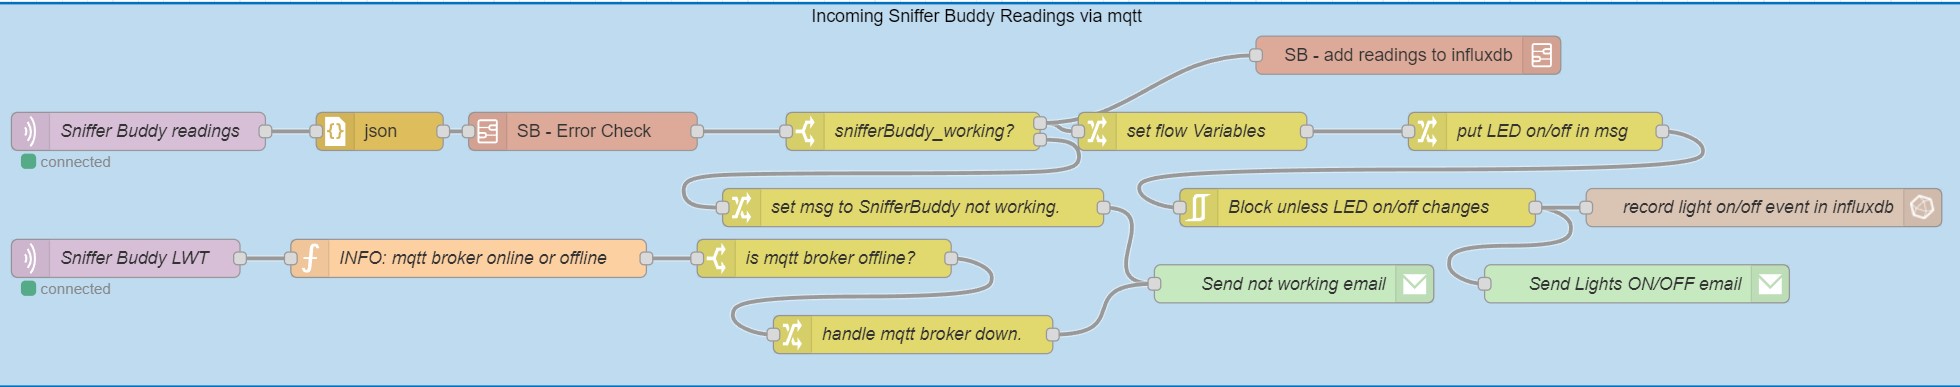 Incoming Sniffer Buddy Readings via mqtt
SB - add readings to influxdb
Sniffer Buddy readings
connected
json
SB - Error Check
snifferBuddy_working?
set flow Variables
put LED on/off in msg
set msg to SnifferBuddy not working.
Block unless LED on/off changes
record light on/off event in influxdb
Sniffer Buddy LWT
connected
INFO: mqtt broker online or offline
is mqtt broker offline?
Send not working email
Send Lights ON/OFF email
handle mqtt broker down.